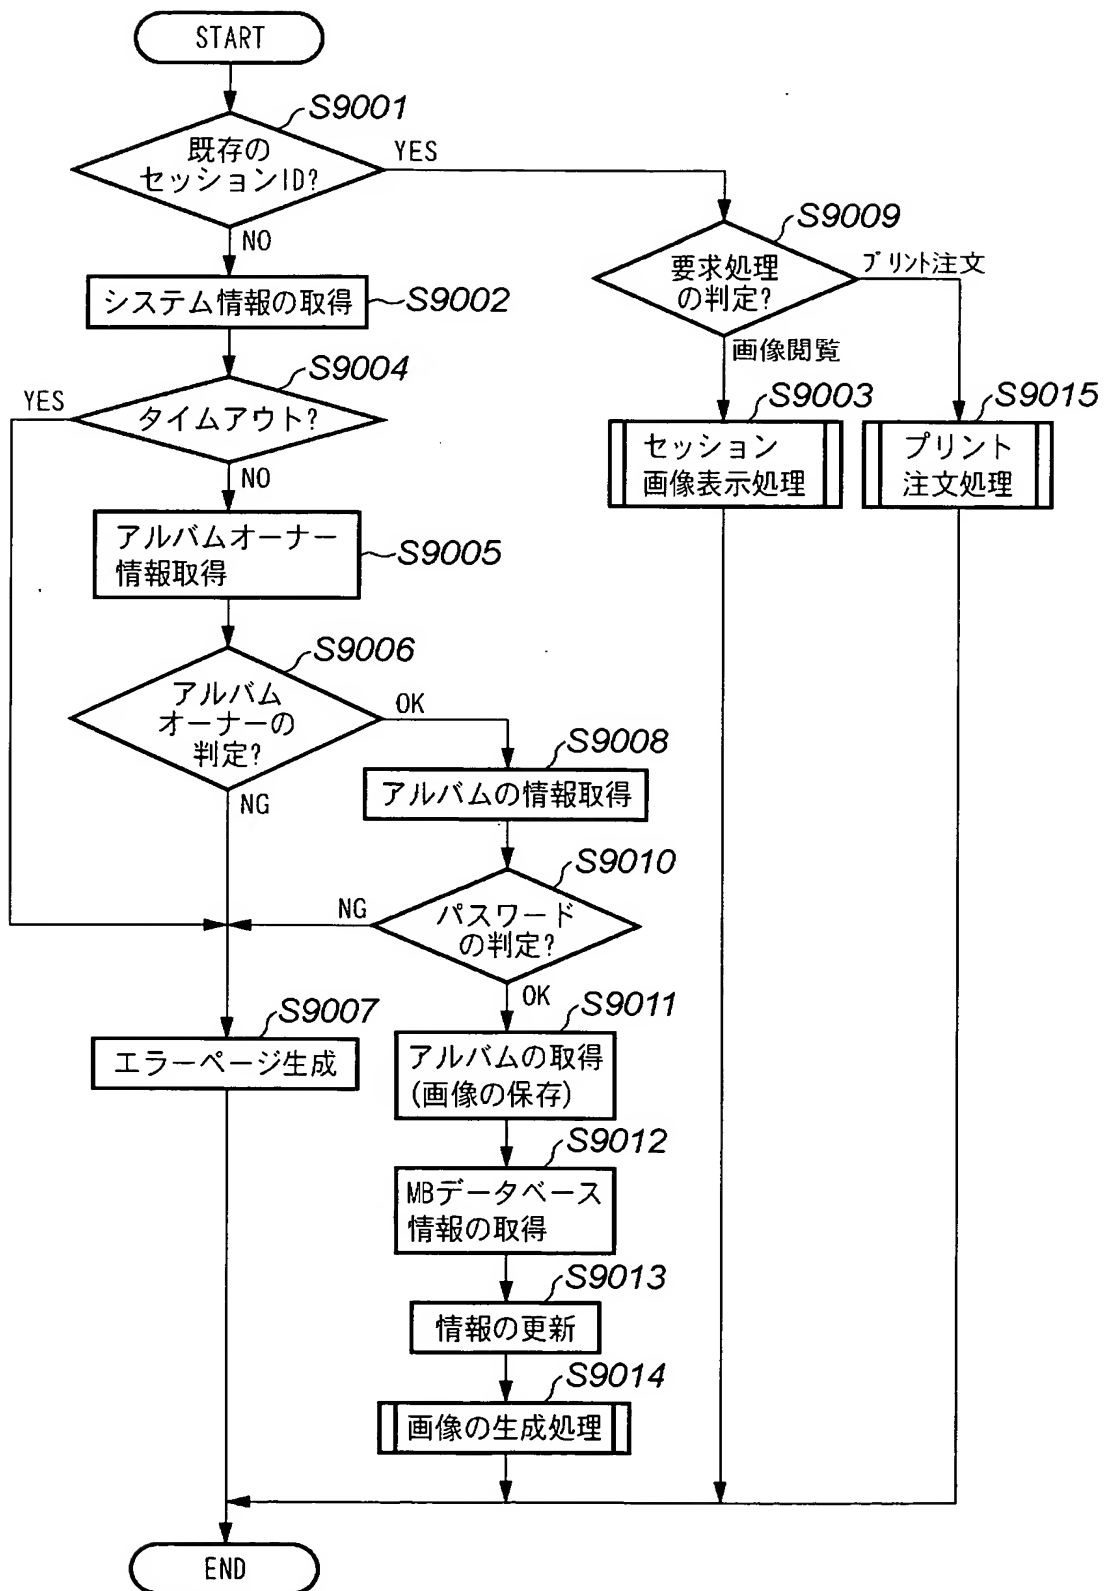 START
S9001
既存の
セッションID?
YES
NO
S9009
要求処理
の判定?
プリント注文
画像閲覧
システム情報の取得
S9002
S9004
YES
タイムアウト?
NO
S9003
セッション
画像表示処理
S9015
プリント
注文処理
アルバムオーナー
情報取得
S9005
S9006
アルバム
オーナーの
判定?
OK
NG
S9008
アルバムの情報取得
S9010
NG
パスワード
の判定?
OK
S9007
エラーページ生成
S9011
アルバムの取得
(画像の保存)
S9012
MBデータベース
情報の取得
S9013
情報の更新
S9014
画像の生成処理
END